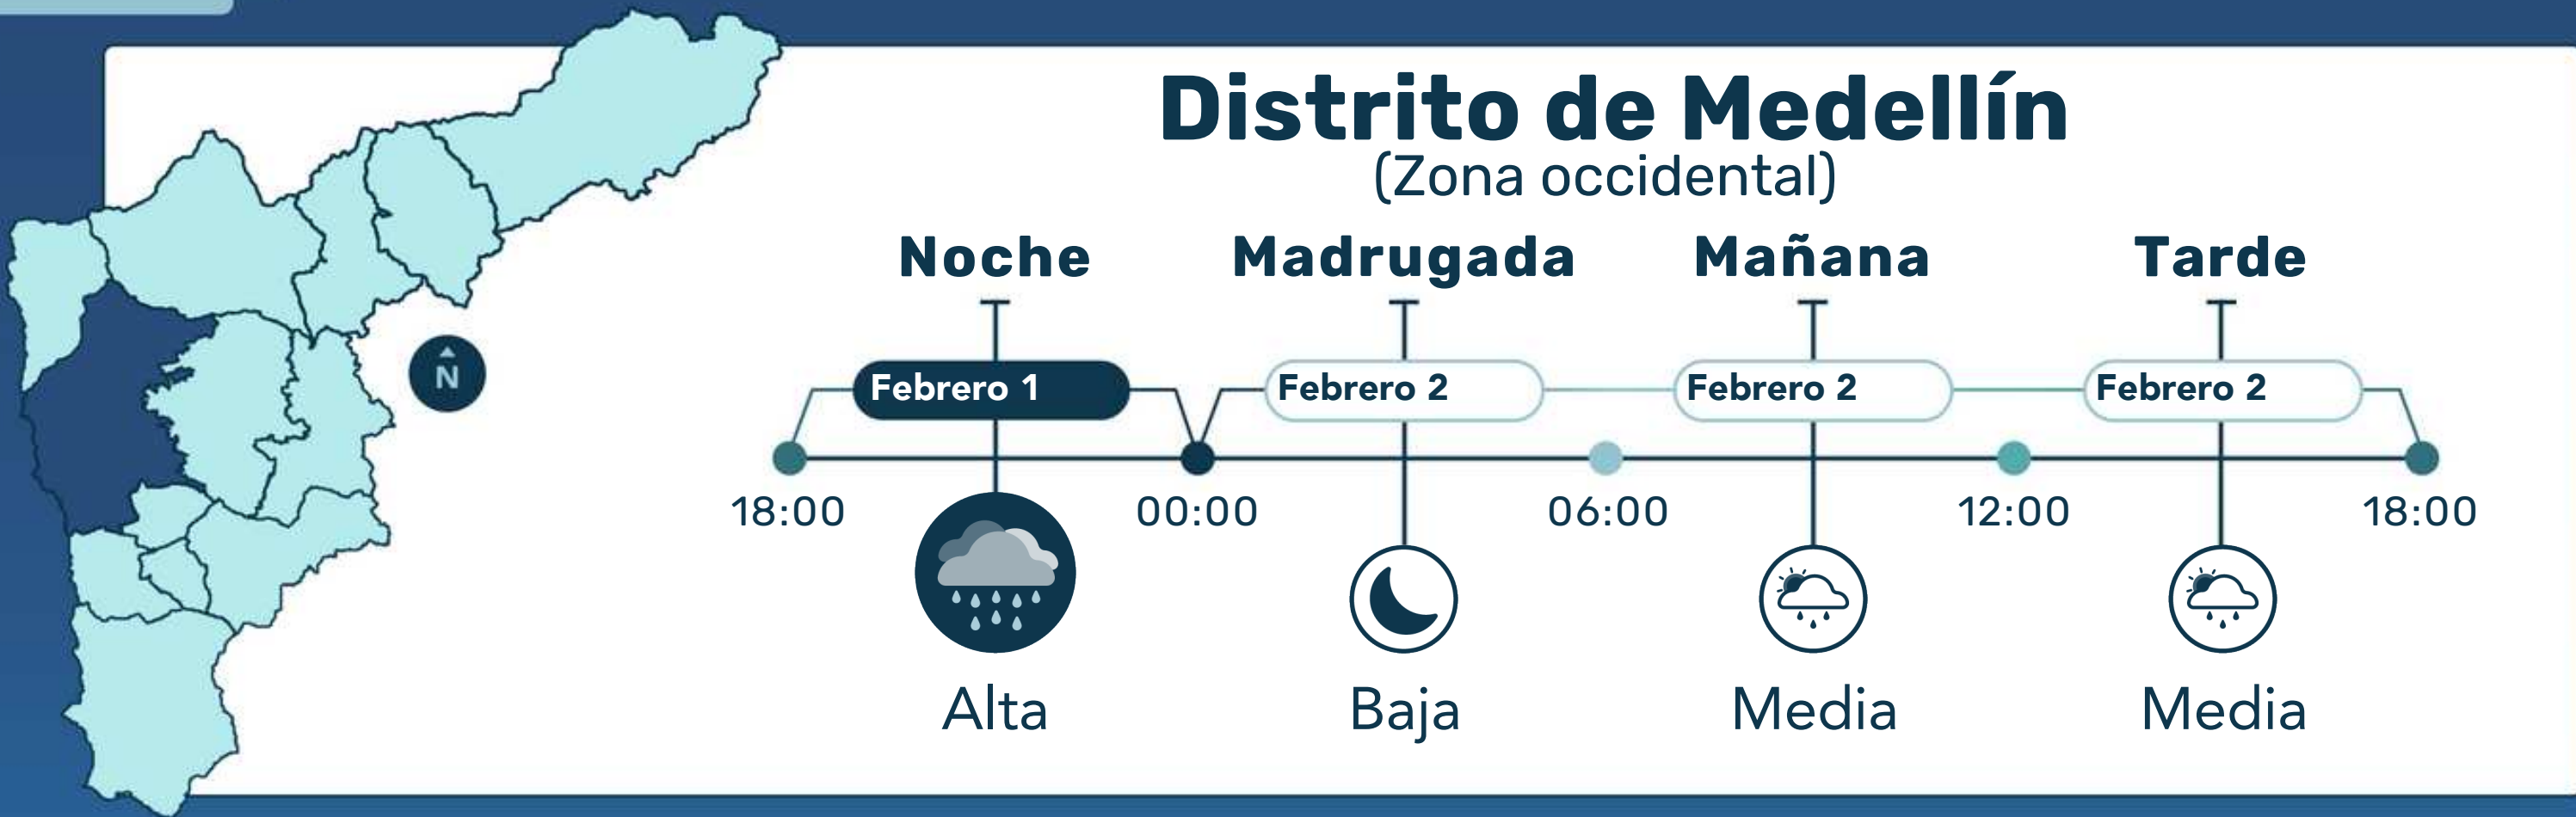 Distrito de Medellín
(Zona occidental)
Noche Madrugada Mañana Tarde
N
Febrero 1 Febrero 2 Febrero 2 Febrero 2
18:00 00:00 06:00 12:00 18:00
Alta Baja Media Media